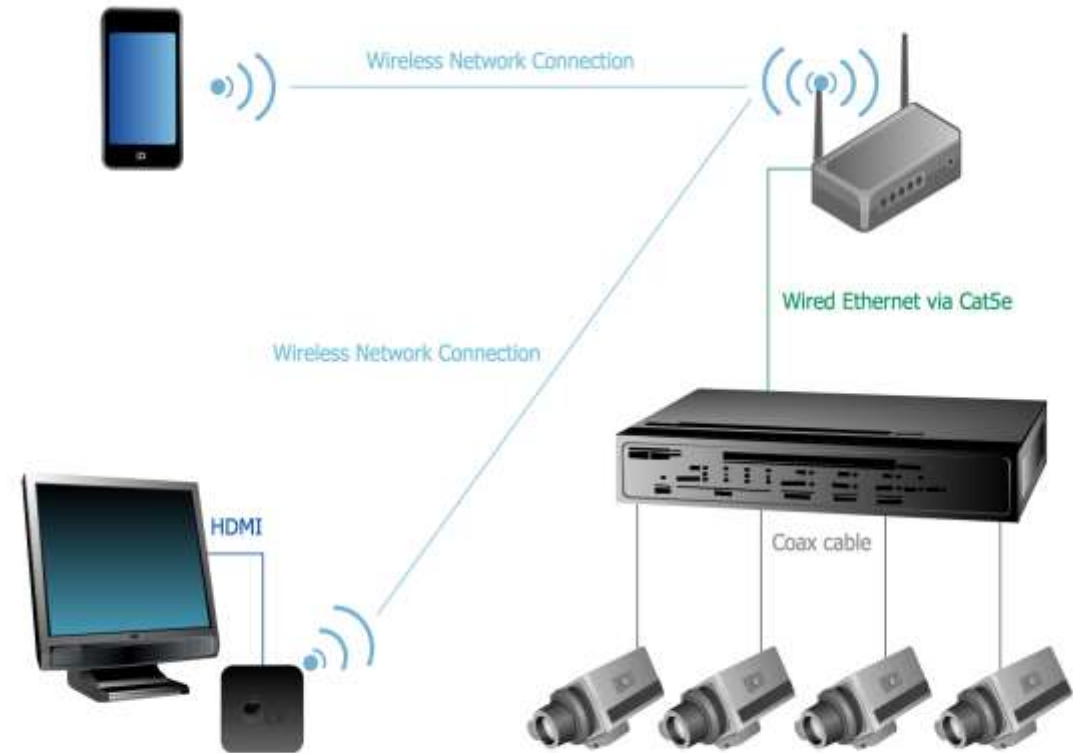 Wireless Network Connection
Wired Ethernet via Cat5e
Wireless Network Connection
HDMI
Coax cable